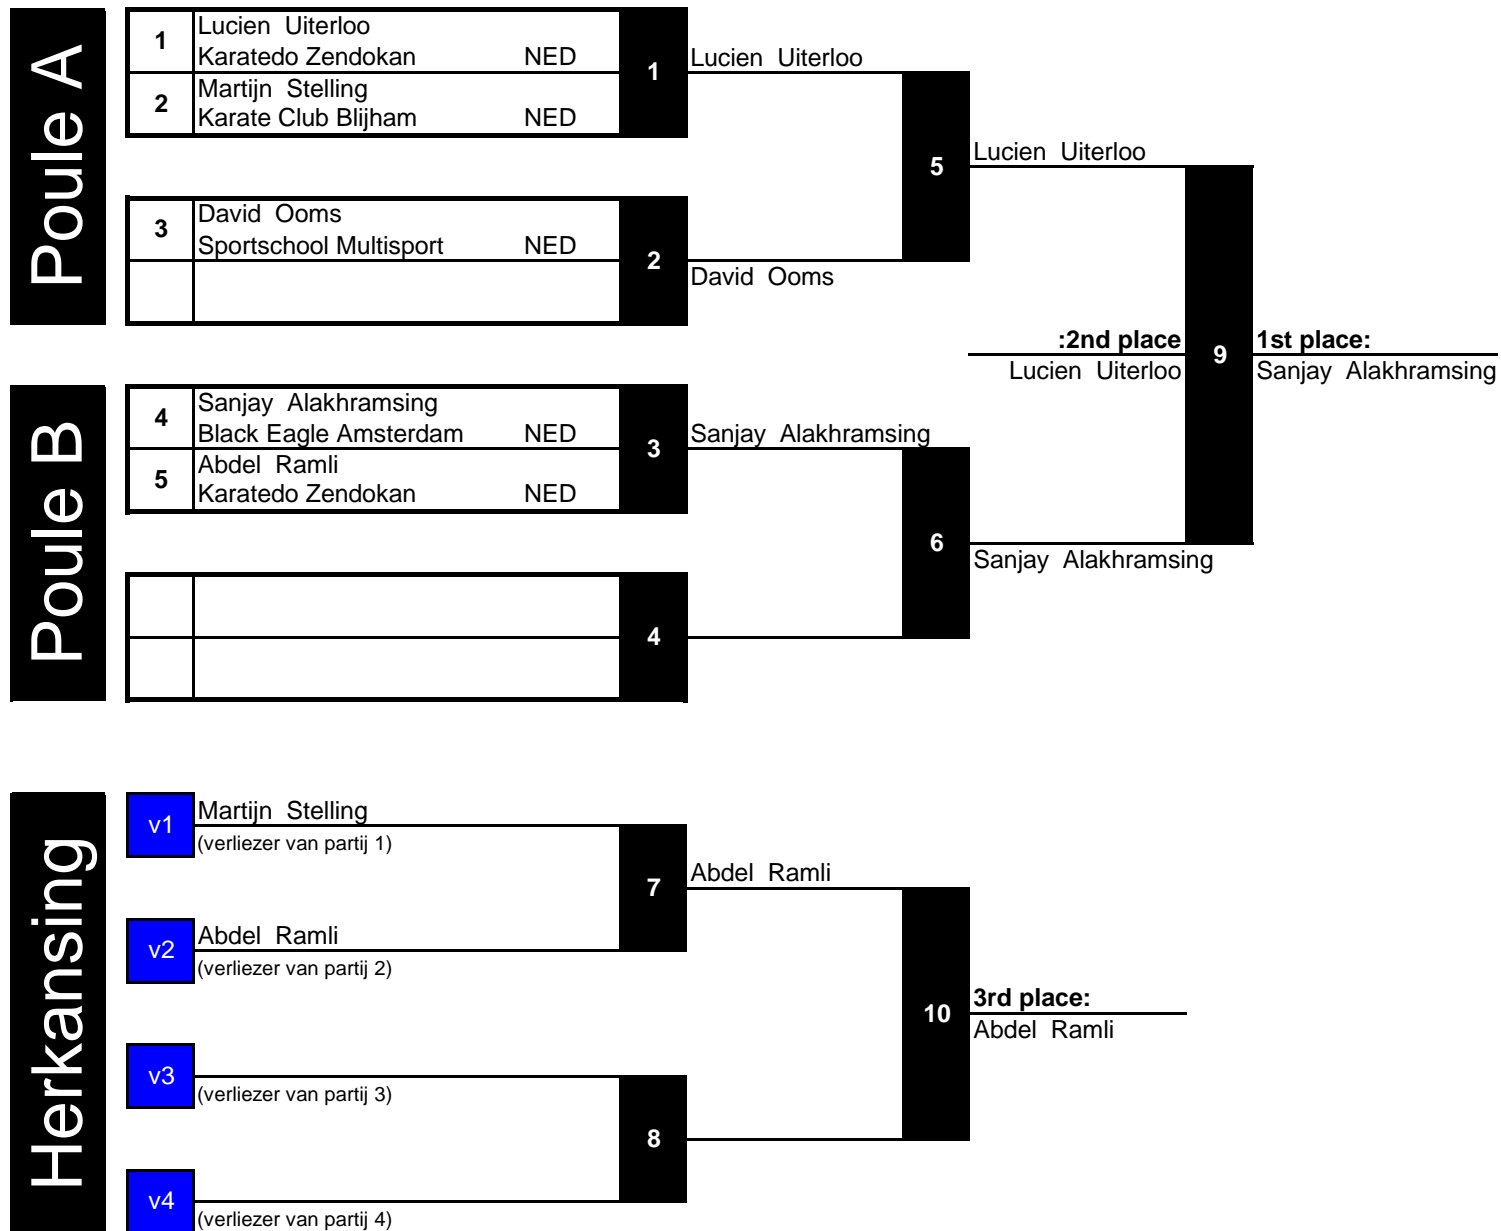 Poule A
1
Lucien Uiterloo
Karatedo Zendokan NED
2
Martijn Stelling
Karate Club Blijham NED
1
Lucien Uiterloo
3
David Ooms
Sportschool Multisport NED
2
David Ooms
5
Lucien Uiterloo
:2nd place
Lucien Uiterloo
9
1st place:
Sanjay Alakhramsing
Poule B
4
Sanjay Alakhramsing
Black Eagle Amsterdam NED
5
Abdel Ramli
Karatedo Zendokan NED
3
Sanjay Alakhramsing
6
Sanjay Alakhramsing
4
Herkansing
v1
Martijn Stelling
(verliezer van partij 1)
v2
Abdel Ramli
(verliezer van partij 2)
7
Abdel Ramli
10
3rd place:
Abdel Ramli
v3
(verliezer van partij 3)
8
v4
(verliezer van partij 4)